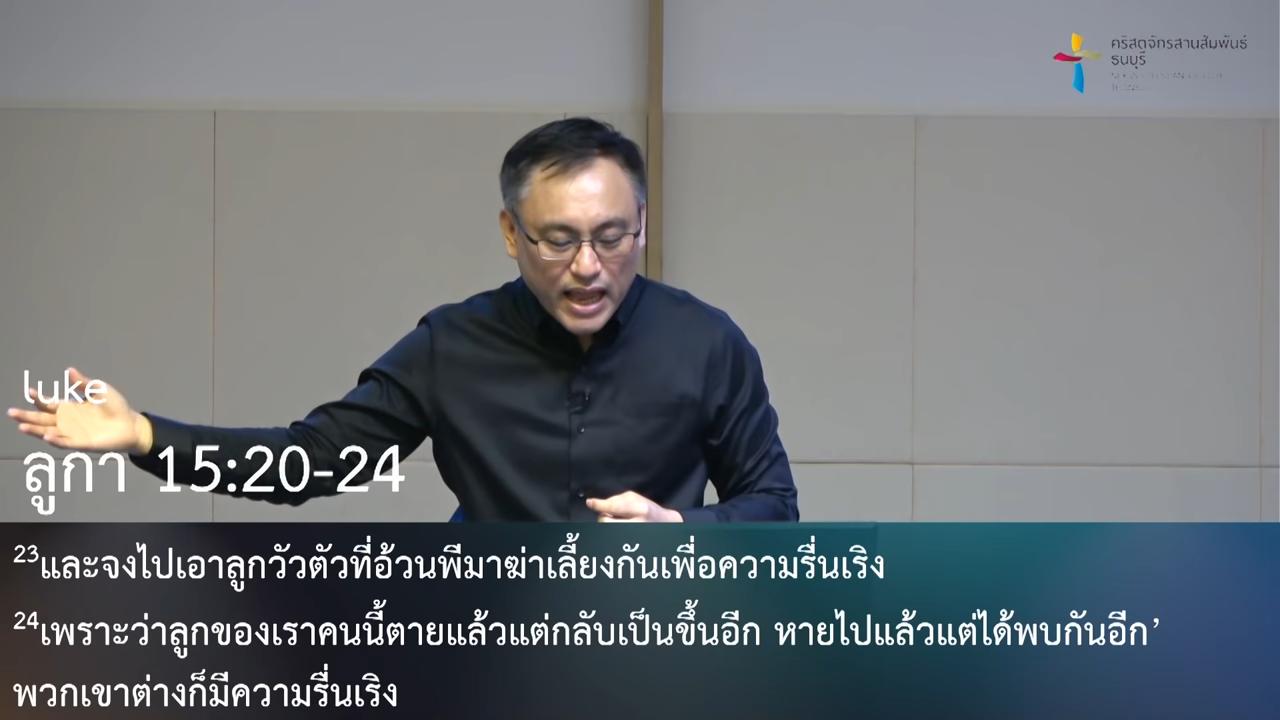 คริสตจักรสานสัมพันธ์
ธนบุรี
luke
ลูกา 15:20-24
²³และจงไปเอาลูกวัวตัวที่อ้วนพีมาฆ่าเลี้ยงกันเพื่อความรื่นเริง
²⁴เพราะว่าลูกของเราคนนี้ตายแล้วแต่กลับเป็นขึ้นอีก หายไปแล้วแต่ได้พบกันอีก’
พวกเขาต่างก็มีความรื่นเริง